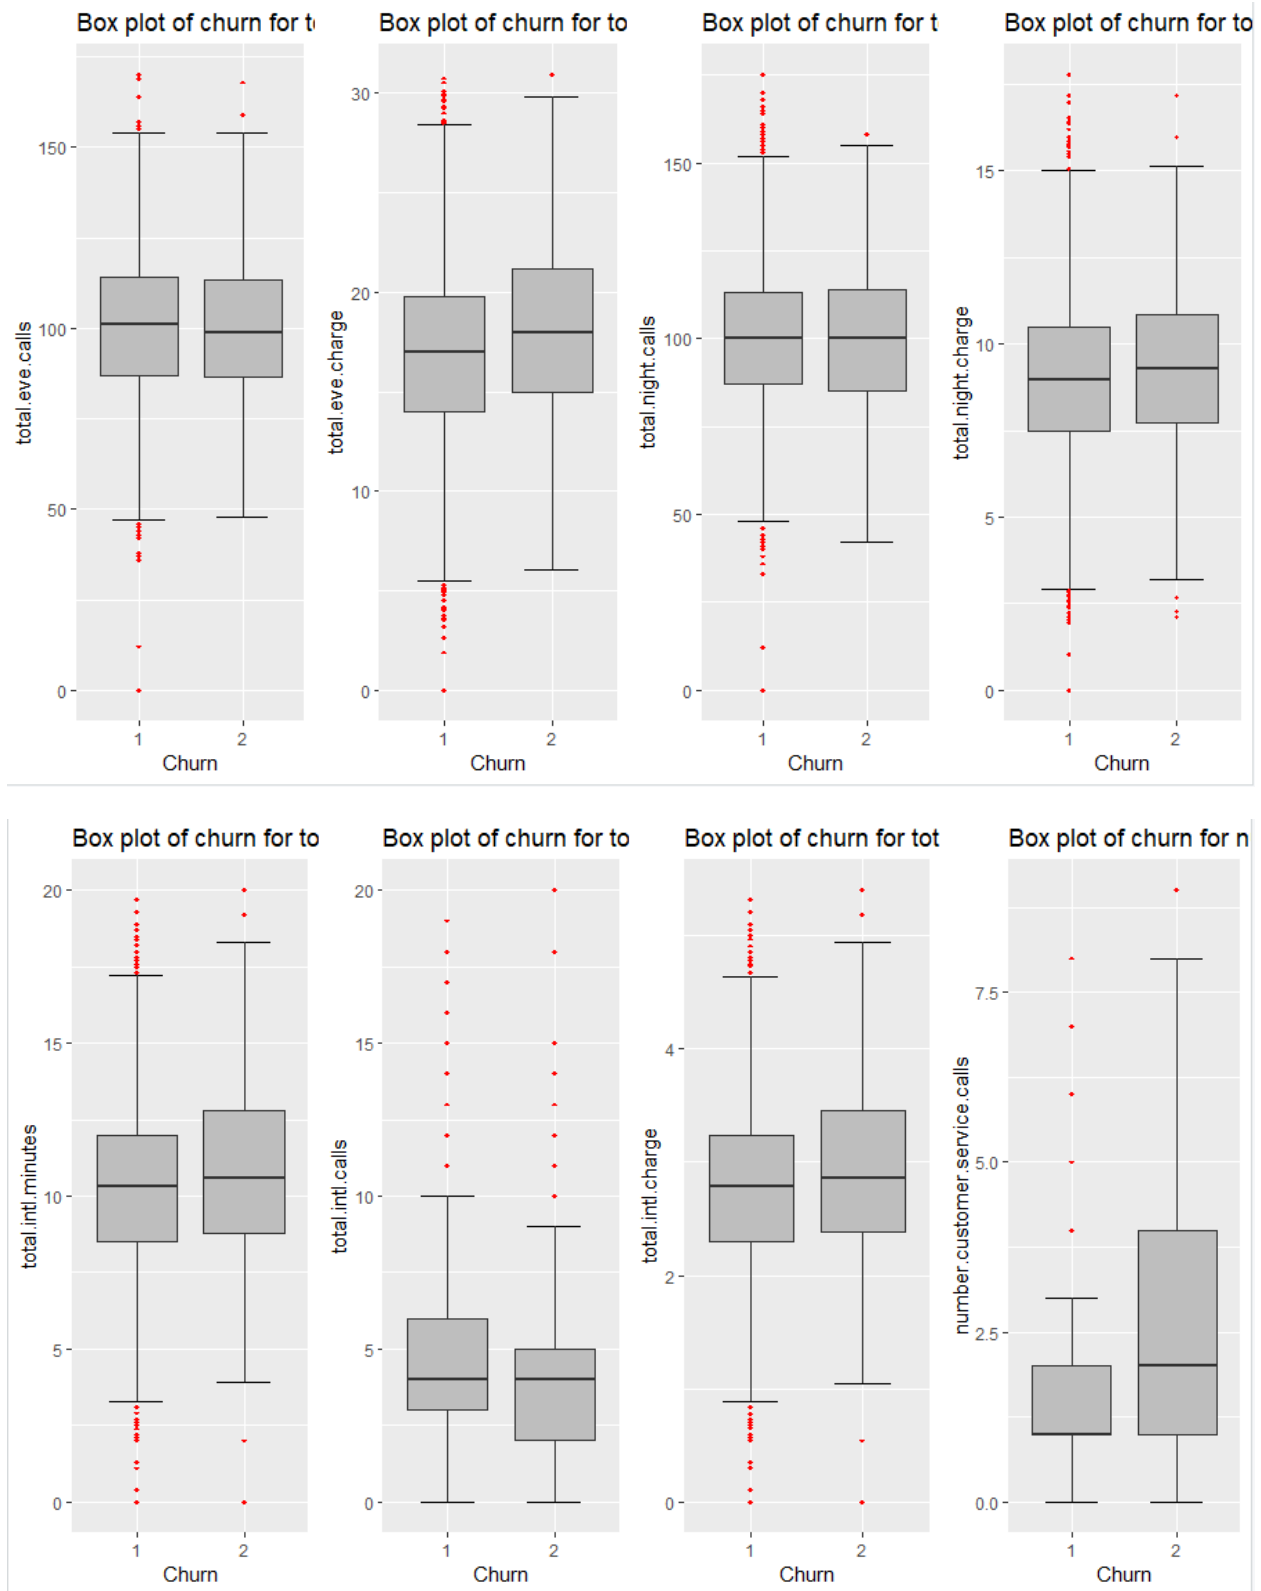 Box plot of churn for to
total.eve.calls
150
100
50
0
1 2
Churn
Box plot of churn for to
total.eve.charge
30
20
10
0
1 2
Churn
Box plot of churn for t
total.night.calls
150
100
50
0
1 2
Churn
Box plot of churn for to
total.night.charge
15
10
5
0
1 2
Churn
Box plot of churn for to
total.intl.minutes
20
15
10
5
0
1 2
Churn
Box plot of churn for to
total.intl.calls
20
15
10
5
0
1 2
Churn
Box plot of churn for tot
total.intl.charge
4
2
0
1 2
Churn
Box plot of churn for n
number.customer.service.calls
7.5
5.0
2.5
0.0
1 2
Churn